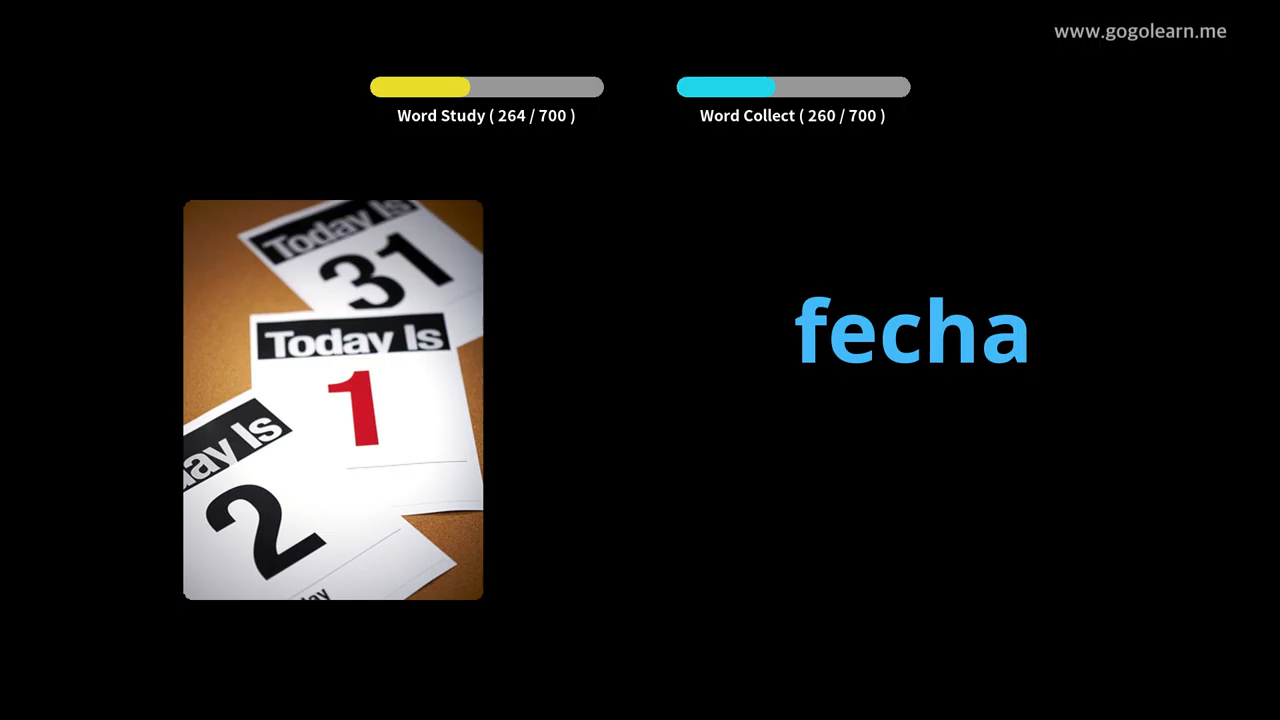 www.gogolearn.me
Word Study ( 264 / 700 )
Word Collect ( 260 / 700 )
Today Is
31
Today Is
1
ay Is
2
fecha